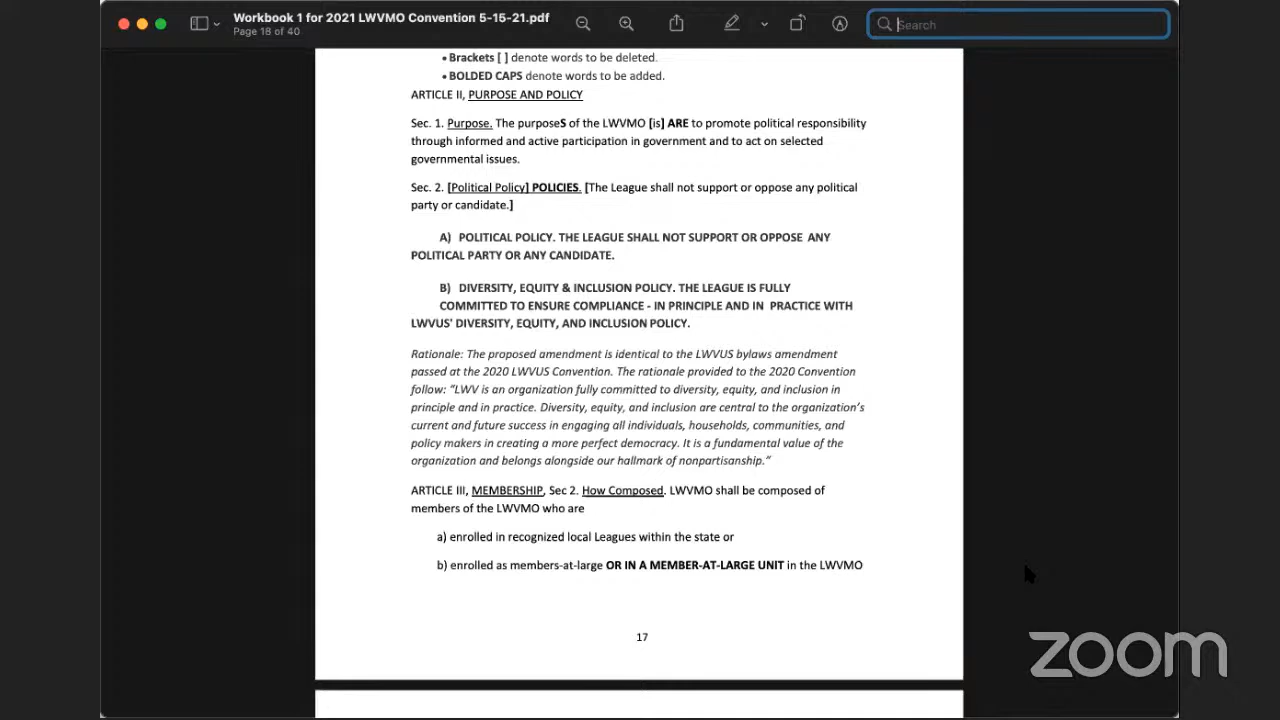 Workbook 1 for 2021 LWVMO Convention 5-15-21.pdf
Page 18 of 40
Search
• Brackets [ ] denote words to be deleted.
• BOLDED CAPS denote words to be added.
ARTICLE II, PURPOSE AND POLICY
Sec. 1. Purpose. The purposeS of the LWVMO [is] ARE to promote political responsibility
through informed and active participation in government and to act on selected
governmental issues.
Sec. 2. [Political Policy] POLICIES. [The League shall not support or oppose any political
party or candidate.]
A) POLITICAL POLICY. THE LEAGUE SHALL NOT SUPPORT OR OPPOSE ANY
POLITICAL PARTY OR ANY CANDIDATE.
B) DIVERSITY, EQUITY & INCLUSION POLICY. THE LEAGUE IS FULLY
COMMITTED TO ENSURE COMPLIANCE - IN PRINCIPLE AND IN PRACTICE WITH
LWVUS' DIVERSITY, EQUITY, AND INCLUSION POLICY.
Rationale: The proposed amendment is identical to the LWVUS bylaws amendment
passed at the 2020 LWVUS Convention. The rationale provided to the 2020 Convention
follow: “LWV is an organization fully committed to diversity, equity, and inclusion in
principle and in practice. Diversity, equity, and inclusion are central to the organization’s
current and future success in engaging all individuals, households, communities, and
policy makers in creating a more perfect democracy. It is a fundamental value of the
organization and belongs alongside our hallmark of nonpartisanship.”
ARTICLE III, MEMBERSHIP, Sec 2. How Composed. LWVMO shall be composed of
members of the LWVMO who are
a) enrolled in recognized local Leagues within the state or
b) enrolled as members-at-large OR IN A MEMBER-AT-LARGE UNIT in the LWVMO
17
zoom